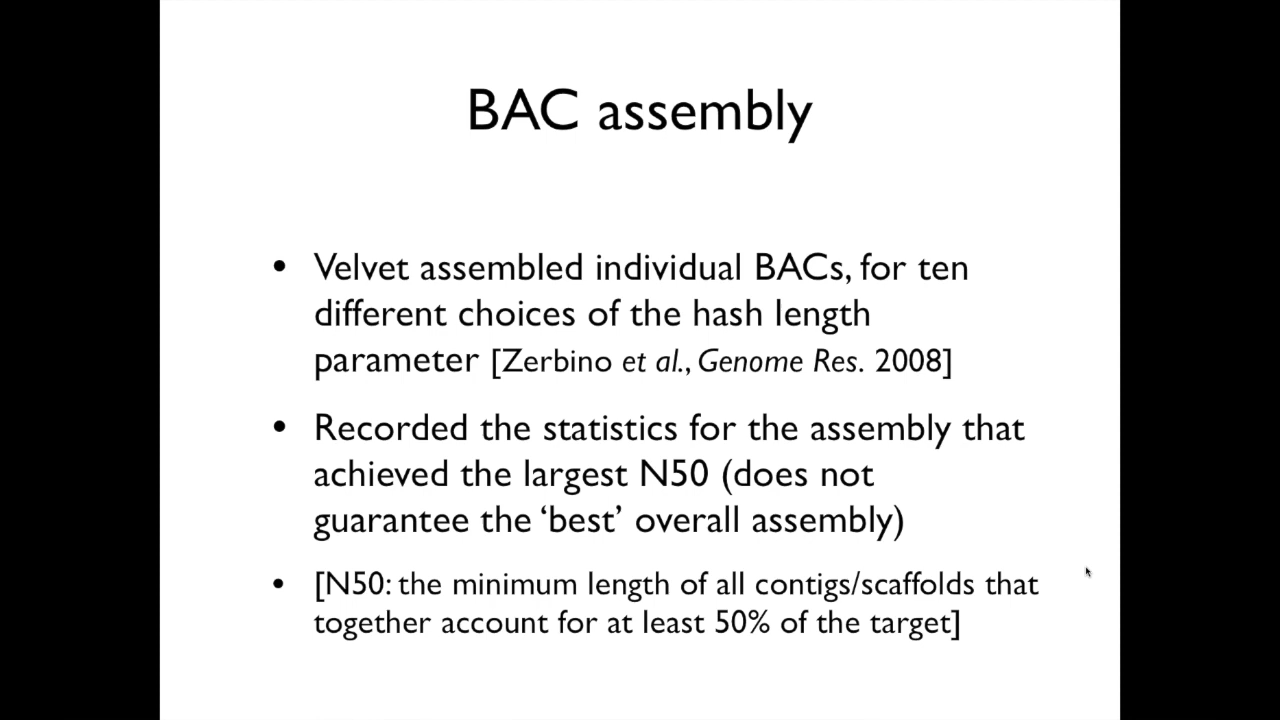 BAC assembly
• Velvet assembled individual BACs, for ten
different choices of the hash length
parameter [Zerbino et al., Genome Res. 2008]
• Recorded the statistics for the assembly that
achieved the largest N50 (does not
guarantee the ‘best’ overall assembly)
• [N50: the minimum length of all contigs/scaffolds that
together account for at least 50% of the target]